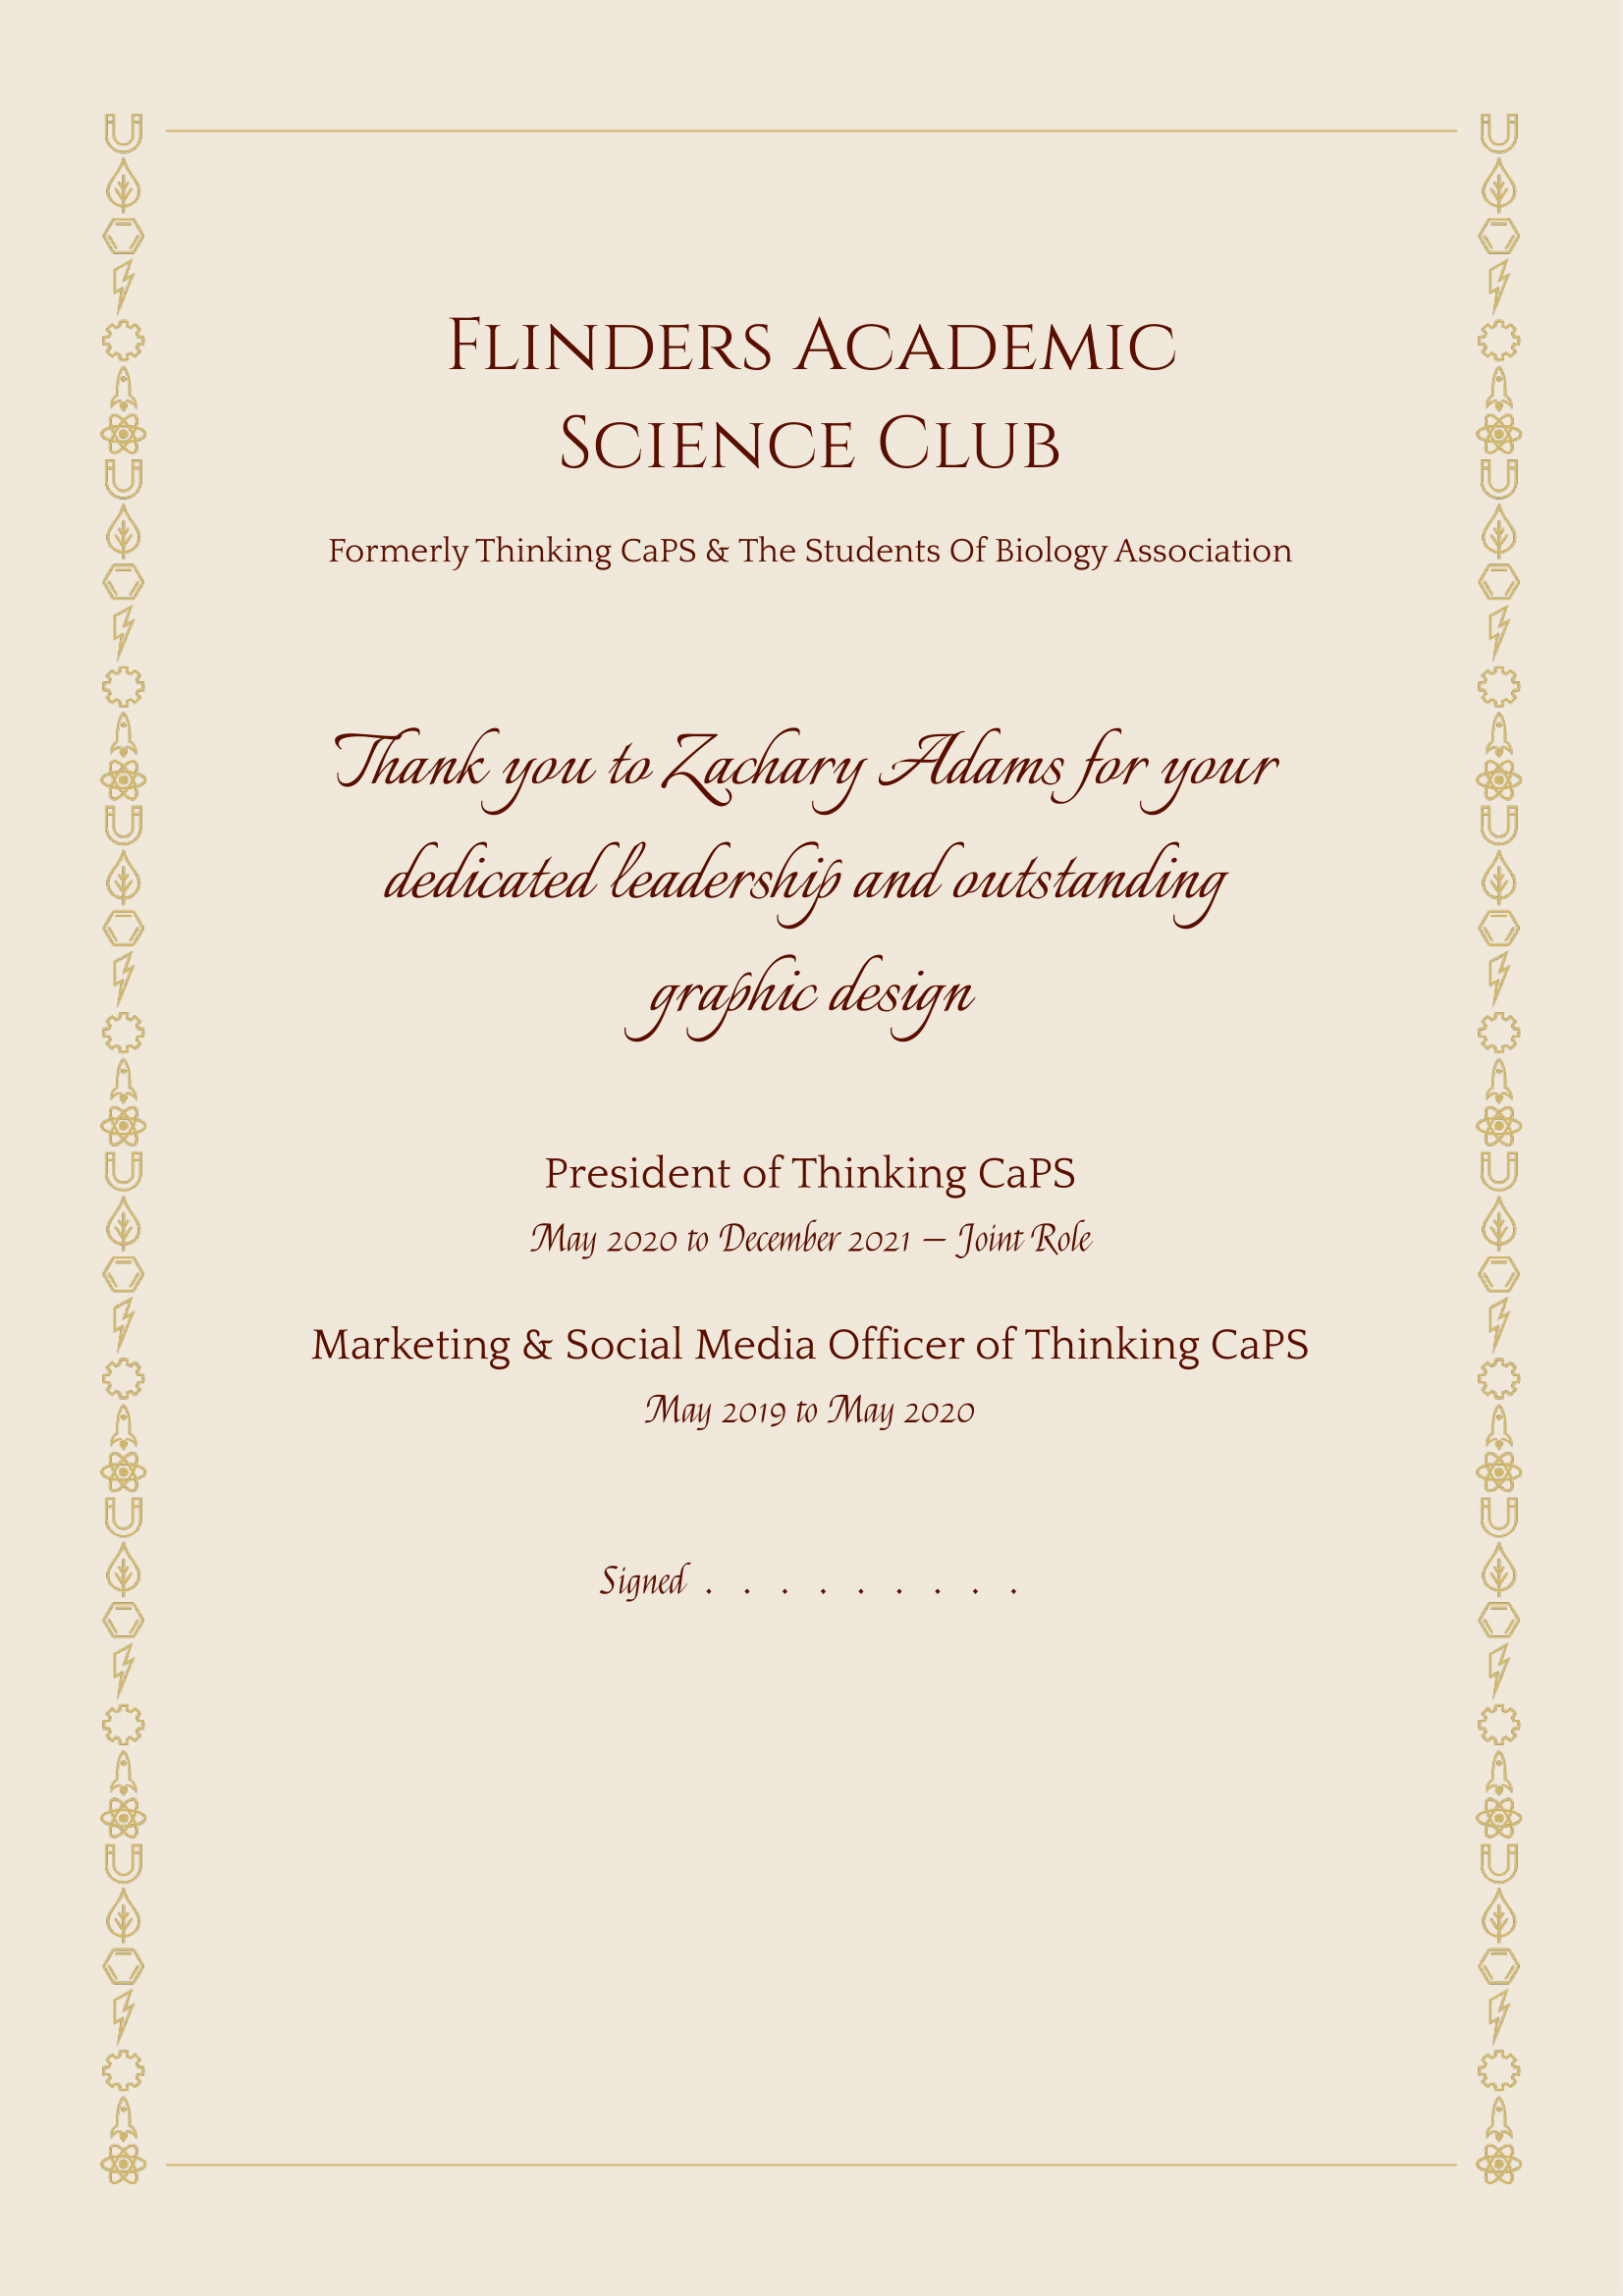 Flinders Academic
Science Club
Formerly Thinking CaPS & The Students Of Biology Association
Thank you to Zachary Adams for your
dedicated leadership and outstanding
graphic design
President of Thinking CaPS
May 2020 to December 2021 – Joint Role
Marketing & Social Media Officer of Thinking CaPS
May 2019 to May 2020
Signed . . . . . . . . .